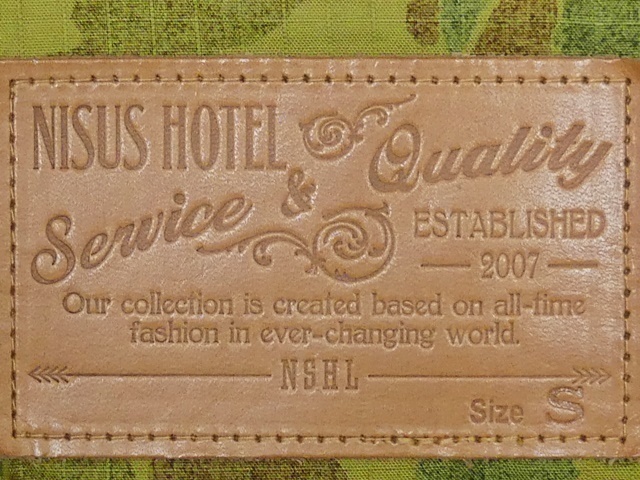 NISUS HOTEL
Service & Quality
ESTABLISHED
2007
Our collection is created based on all-time
fashion in ever-changing world.
NSHL
Size S